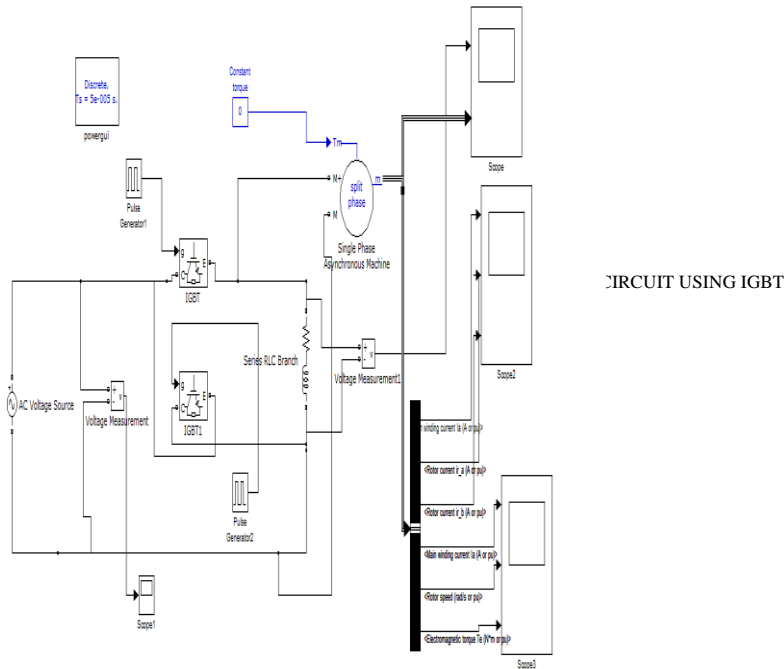 Discrete,
Ts = 5e-005 s.
powergui
Constant
torque
0
Tm
M+
M
m
split
phase
Single Phase
Asynchronous Machine
Scope
Pulse
Generator1
g
C
E
IGBT
CIRCUIT USING IGBT
Scope2
Series RLC Branch
+
-
v
Voltage Measurement1
g
C
E
IGBT1
AC Voltage Source
+
+
-
v
Voltage Measurement
Pulse
Generator2
Scope1
winding current Ia (A or pu)>
<Rotor current ir_a (A or pu)>
<Rotor current ir_b (A or pu)>
<Main winding current Ia (A or pu)>
<Rotor speed (rad/s or pu)>
<Electromagnetic torque Te (N*m or pu)>
Scope3